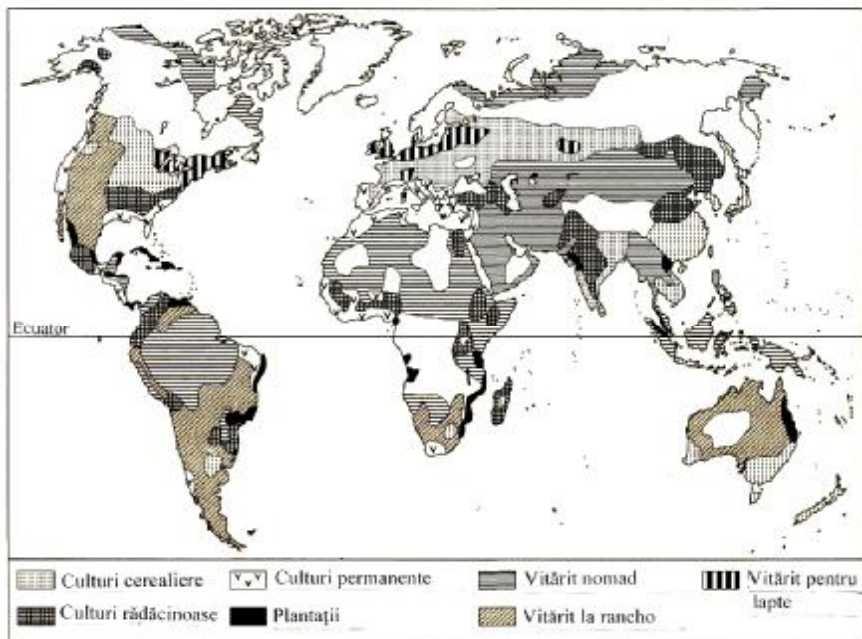 Ecuator
Culturi cerealiere
Culturi permanente
Vitărit nomad
Vitărit pentru
lapte
Culturi rădăcinoase
Plantații
Vitărit la rancho